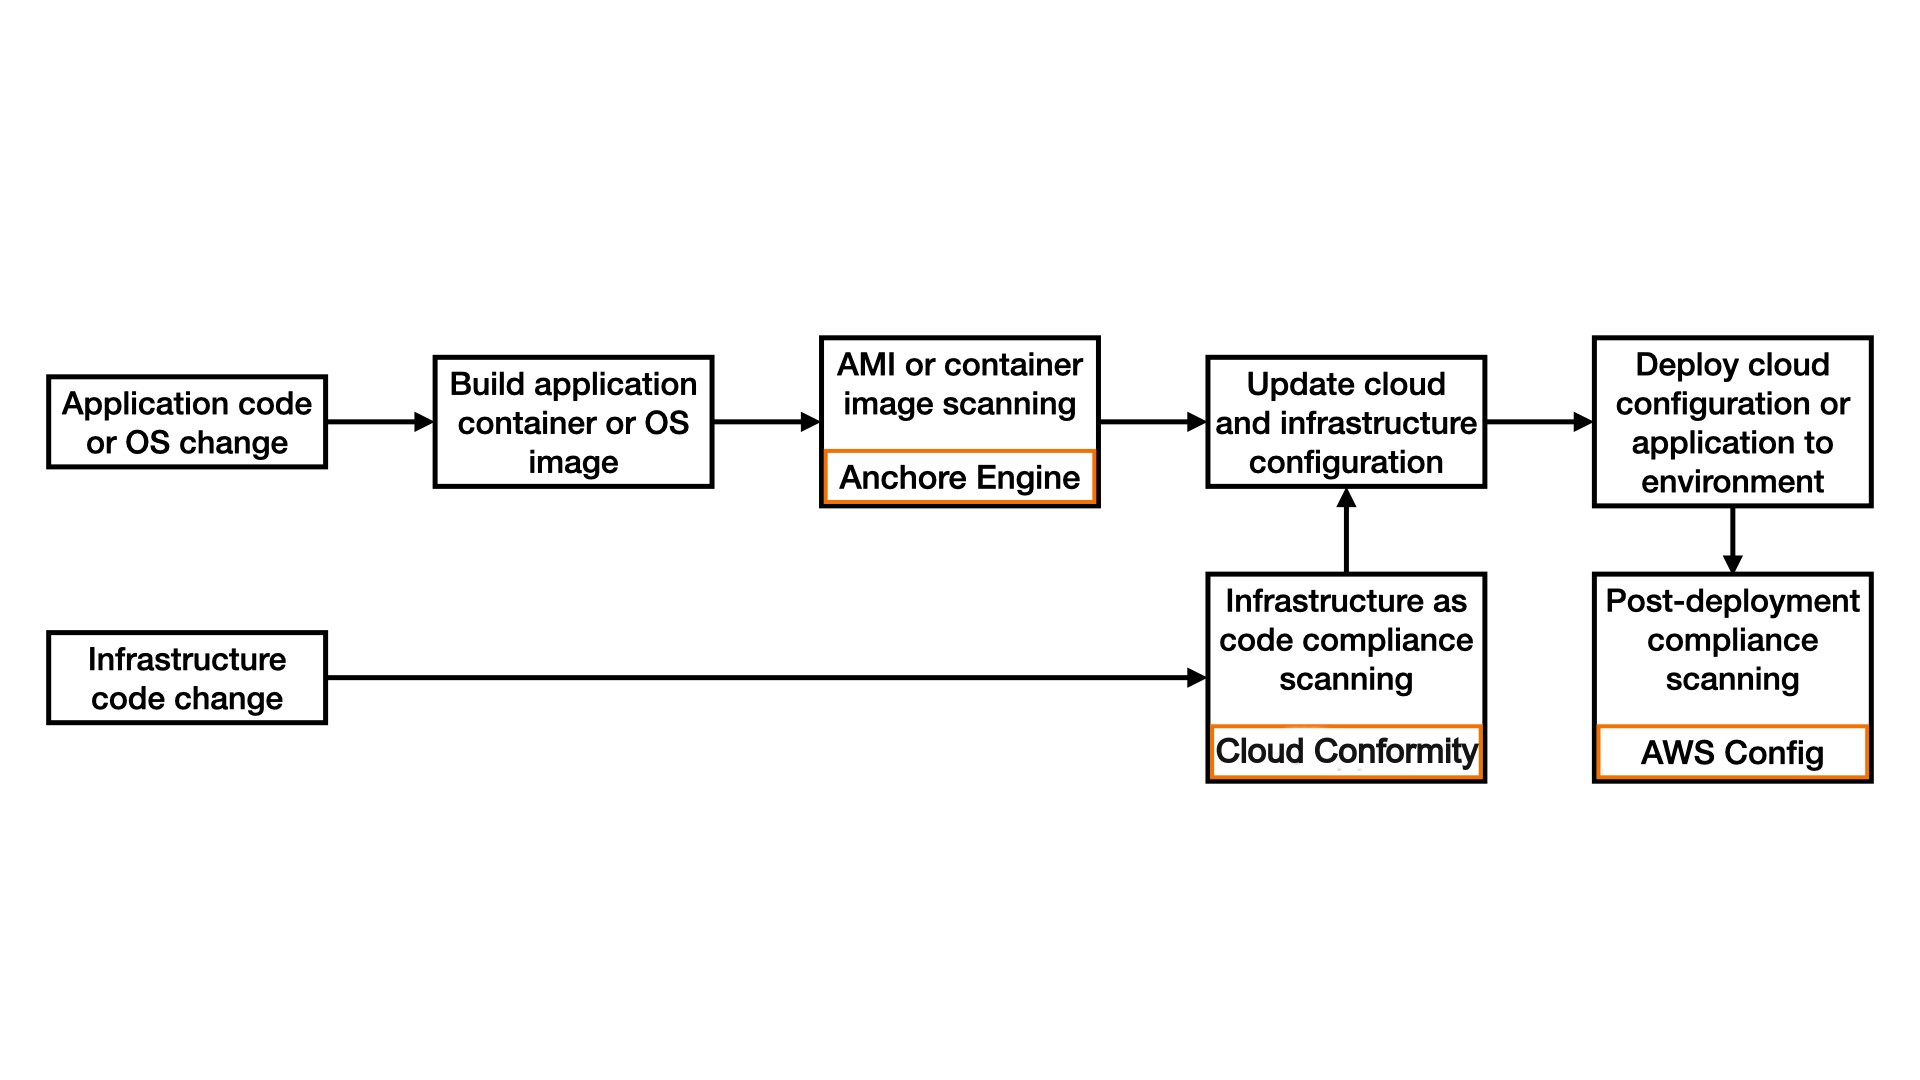 Application code
or OS change
Build application
container or OS
image
AMI or container
image scanning
Anchore Engine
Update cloud
and infrastructure
configuration
Deploy cloud
configuration or
application to
environment
Infrastructure
code change
Infrastructure as
code compliance
scanning
Cloud Conformity
Post-deployment
compliance
scanning
AWS Config